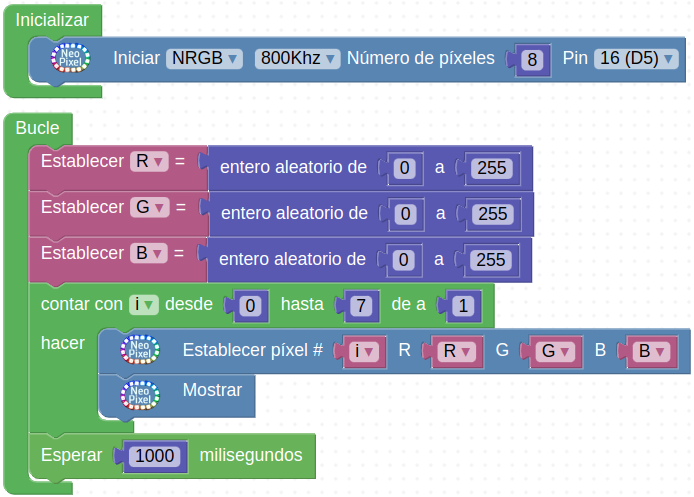 Inicializar
Neo Pixel Iniciar NRGB 800Khz Número de píxeles 8 Pin 16 (D5)
Bucle
Establecer R = entero aleatorio de 0 a 255
Establecer G = entero aleatorio de 0 a 255
Establecer B = entero aleatorio de 0 a 255
contar con i desde 0 hasta 7 de a 1
hacer
Neo Pixel Establecer píxel # i R R G G B B
Neo Pixel Mostrar
Esperar 1000 milisegundos